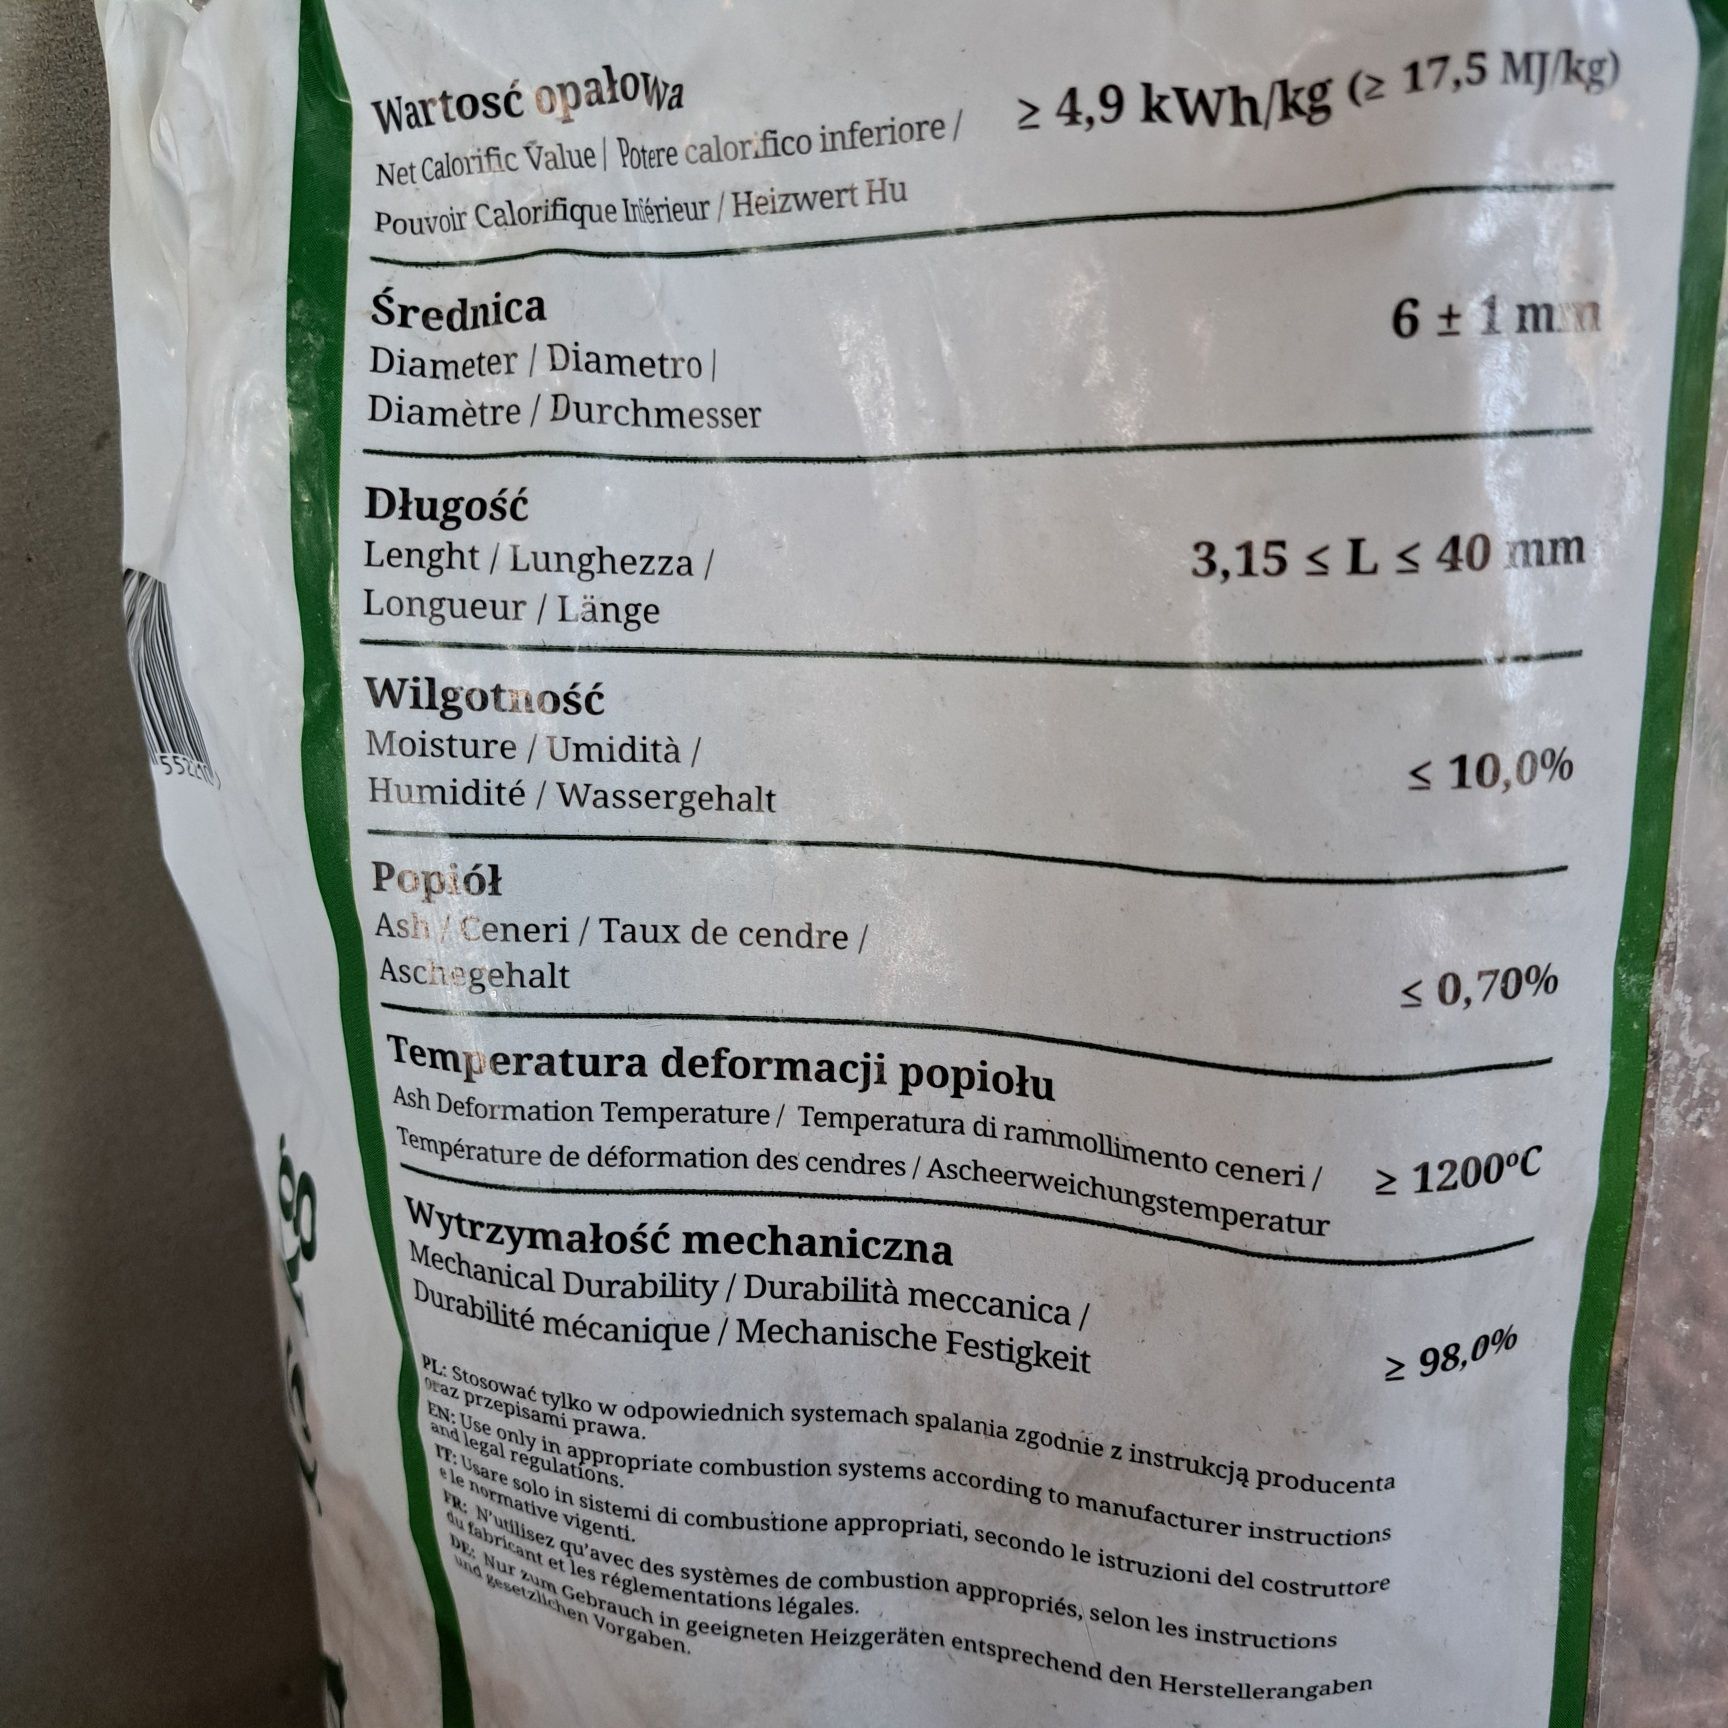 Wartosć opałowa
Net Calorific Value / Potere calorifico inferiore /
Pouvoir Calorifique Inférieur / Heizwert Hu
≥ 4,9 kWh/kg (≥ 17,5 MJ/kg)
Średnica
Diameter / Diametro /
Diamètre / Durchmesser
6 ± 1 mm
Długość
Lenght / Lunghezza /
Longueur / Länge
3,15 ≤ L ≤ 40 mm
Wilgotność
Moisture / Umidità /
Humidité / Wassergehalt
≤ 10,0%
Popiół
Ash / Ceneri / Taux de cendre /
Aschegehalt
≤ 0,70%
Temperatura deformacji popiołu
Ash Deformation Temperature / Temperatura di rammollimento ceneri /
Température de déformation des cendres / Ascheerweichungstemperatur
≥ 1200ºC
Wytrzymałość mechaniczna
Mechanical Durability / Durabilità meccanica /
Durabilité mécanique / Mechanische Festigkeit
≥ 98,0%
PL: Stosować tylko w odpowiednich systemach spalania zgodnie z instrukcją producenta
oraz przepisami prawa.
EN: Use only in appropriate combustion systems according to manufacturer instructions
and legal regulations.
IT: Usare solo in sistemi di combustione appropriati, secondo le istruzioni del costruttore
e le normative vigenti.
FR: N'utilisez qu'avec des systèmes de combustion appropriés, selon les instructions
du fabricant et les réglementations légales.
DE: Nur zum Gebrauch in geeigneten Heizgeräten entsprechend den Herstellerangaben
und gesetzlichen Vorgaben.